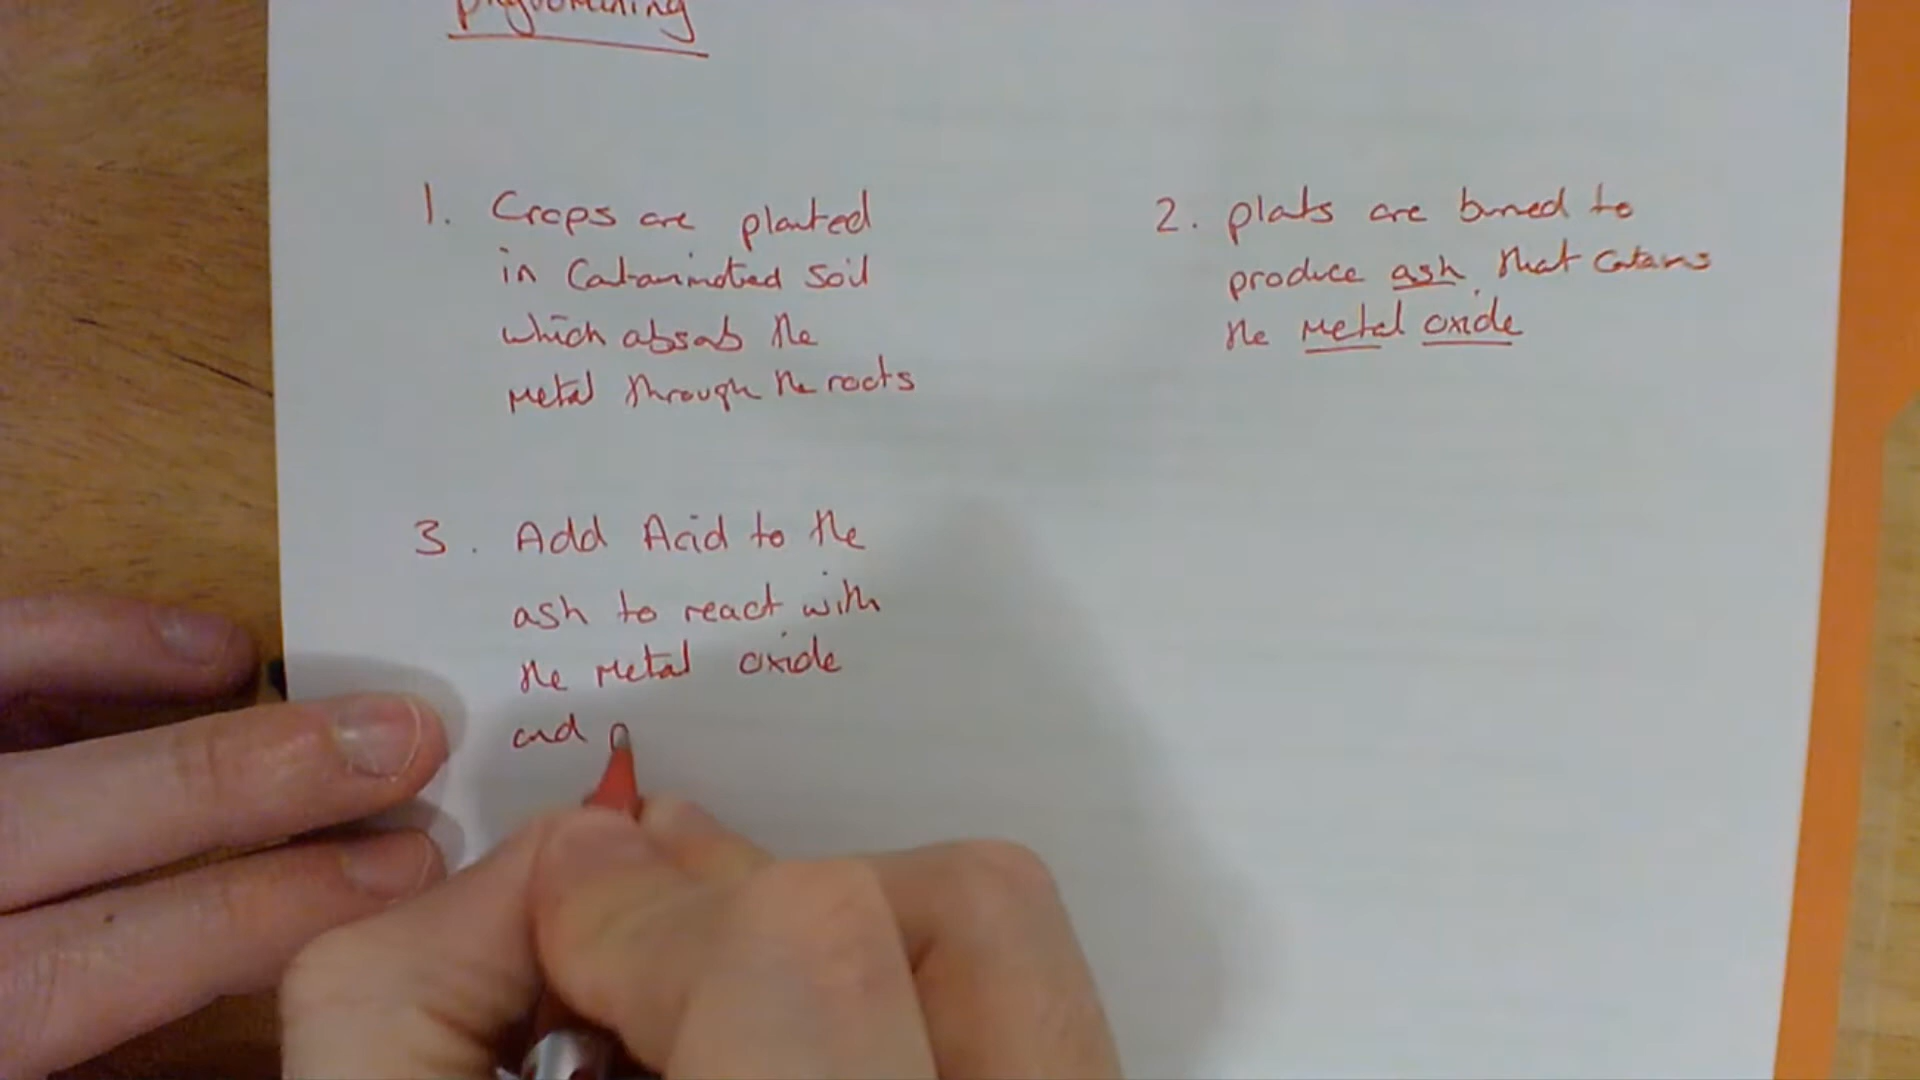 1. Crops are planted
in Contaminated soil
which absorb the
Metal through the roots
2. plants are burned to
produce ash that contains
the Metal oxide
3. Add Acid to the
ash to react with
the Metal oxide
and